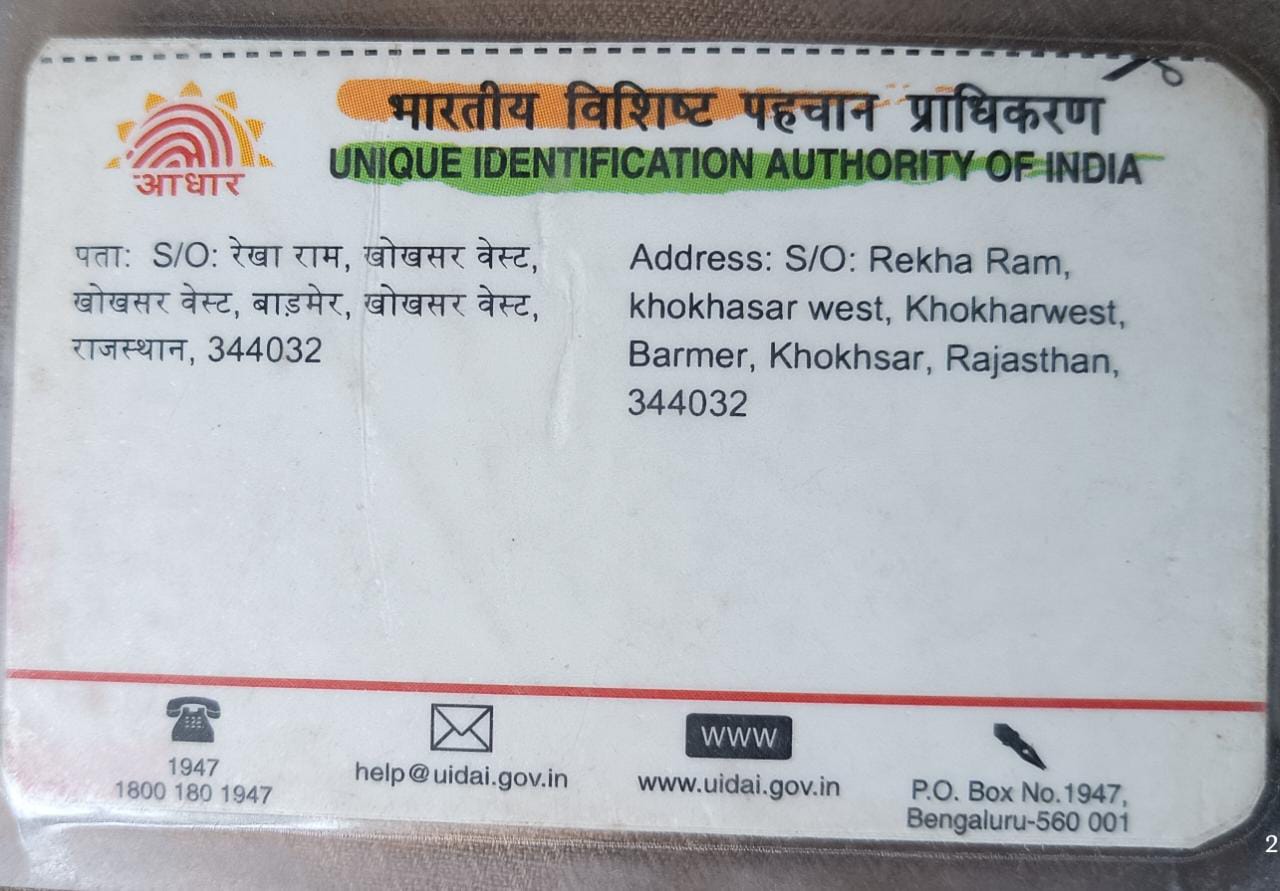 भारतीय विशिष्ट पहचान प्राधिकरण
UNIQUE IDENTIFICATION AUTHORITY OF INDIA
आधार
पता: S/O: रेखा राम, खोखसर वेस्ट,
खोखसर वेस्ट, बाड़मेर, खोखसर वेस्ट,
राजस्थान, 344032
Address: S/O: Rekha Ram,
khokhasar west, Khokharwest,
Barmer, Khokhsar, Rajasthan,
344032
1947
1800 180 1947
help@uidai.gov.in
www
www.uidai.gov.in
P.O. Box No.1947,
Bengaluru-560 001
2